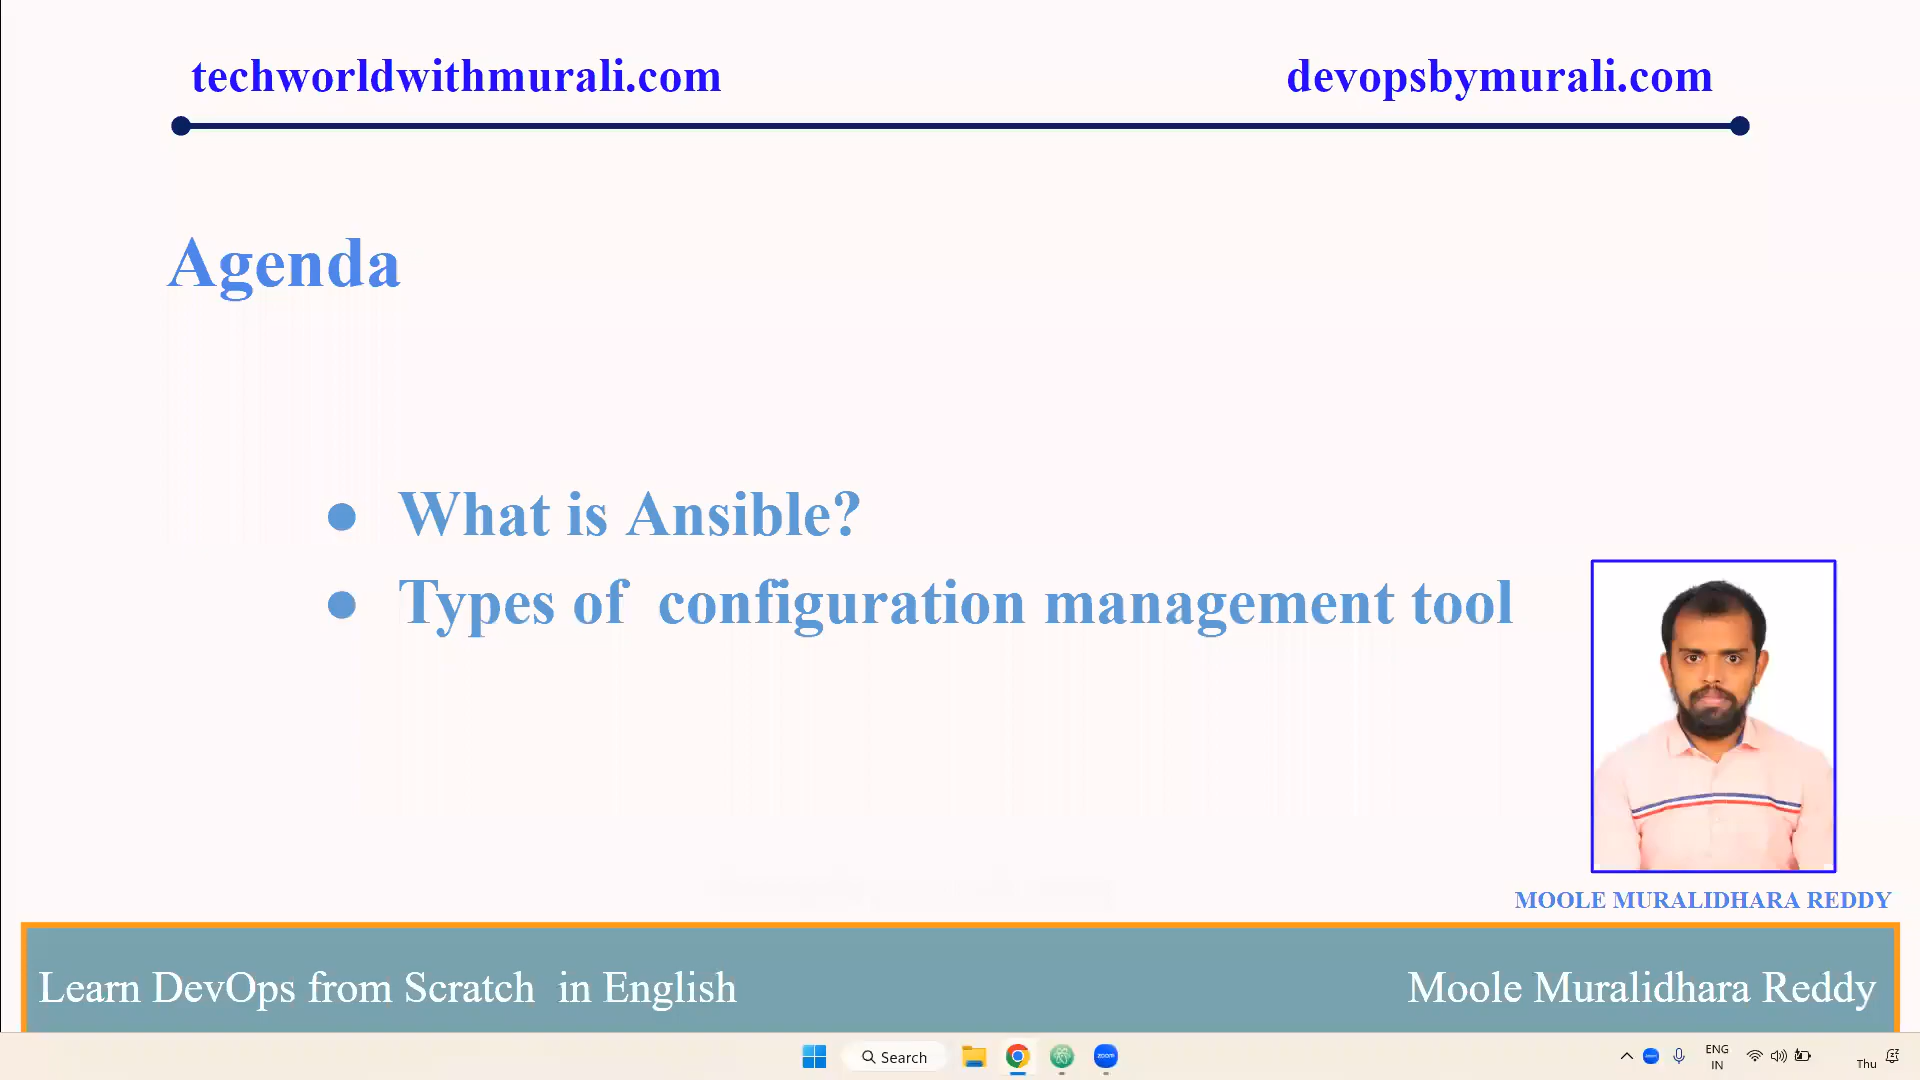 techworldwithmurali.com
devopsbymurali.com
Agenda
● What is Ansible?
● Types of  configuration management tool
MOOLE MURALIDHARA REDDY
Learn DevOps from Scratch  in English
Moole Muralidhara Reddy
Search
zoom
ENG
IN
Thu